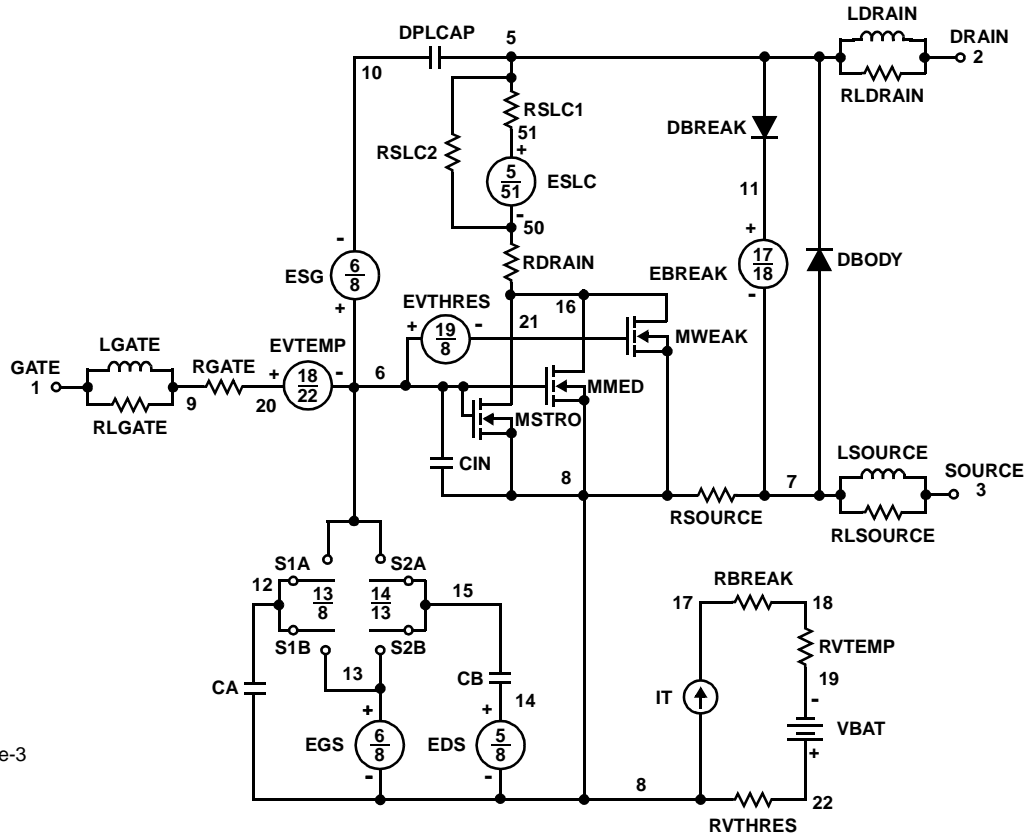 LDRAIN
DPLCAP 5 DRAIN
10 2
RSLC1 RLDRAIN
51 DBREAK
+
RSLC2
5
51
ESLC
11
-
50
- +
RDRAIN
17
18
DBODY
ESG
6
8
EBREAK
+ -
EVTHRES
16
+ 19
8
- 21
MWEAK
LGATE EVTEMP
GATE
1
RGATE + 18
22
- 6
MMED
9 20
RLGATE
MSTRO
CIN
LSOURCE
8 7 SOURCE
3
RSOURCE
RLSOURCE
S1A S2A
12 13
8
14
13
15
RBREAK
17 18
S1B S2B
RVTEMP
13
CB
19
CA
14
IT
-
+ +
VBAT
EGS 6
8
EDS 5
8
+
- -
8
22
RVTHRES
e-3